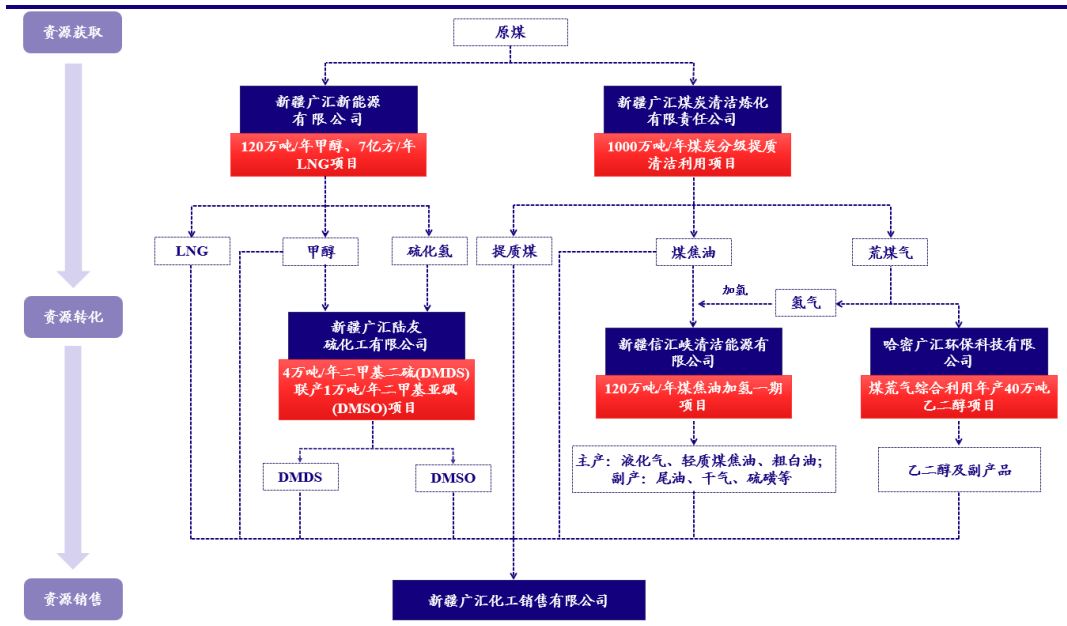 资源获取
原煤
新疆广汇新能源
有限公司
120万吨/年甲醇、7亿方/年
LNG项目
新疆广汇煤炭清洁炼化
有限责任公司
1000万吨/年煤炭分级提质
清洁利用项目
LNG
甲醇
硫化氢
提质煤
煤焦油
荒煤气
加氢
氢气
资源转化
新疆广汇陆友
硫化工有限公司
4万吨/年二甲基二硫(DMDS)
联产1万吨/年二甲基亚砜
(DMSO)项目
新疆信汇峡清洁能源有
限公司
120万吨/年煤焦油加氢一期
项目
哈密广汇环保科技有限
公司
煤荒气综合利用年产40万吨
乙二醇项目
DMDS
DMSO
主产：液化气、轻质煤焦油、粗白油；
副产：尾油、干气、硫磺等
乙二醇及副产品
资源销售
新疆广汇化工销售有限公司